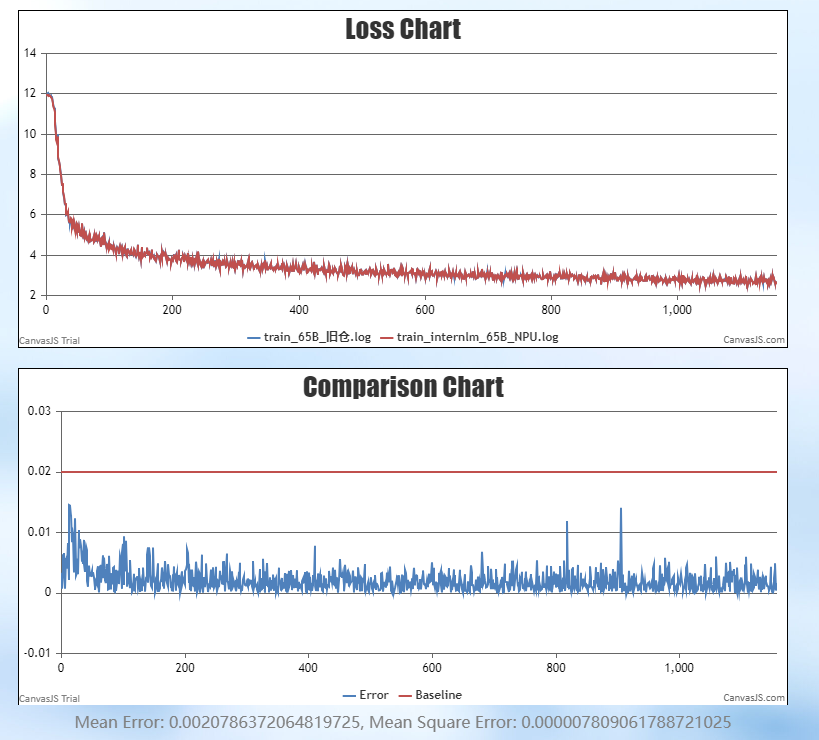 Loss Chart
14
12
10
8
6
4
2
0 200 400 600 800 1,000
train_65B_旧仓.log train_internlm_65B_NPU.log
CanvasJS Trial CanvasJS.com
Comparison Chart
0.03
0.02
0.01
0
-0.01
0 200 400 600 800 1,000
Error Baseline
CanvasJS Trial CanvasJS.com
Mean Error: 0.0020786372064819725, Mean Square Error: 0.000007809061788721025